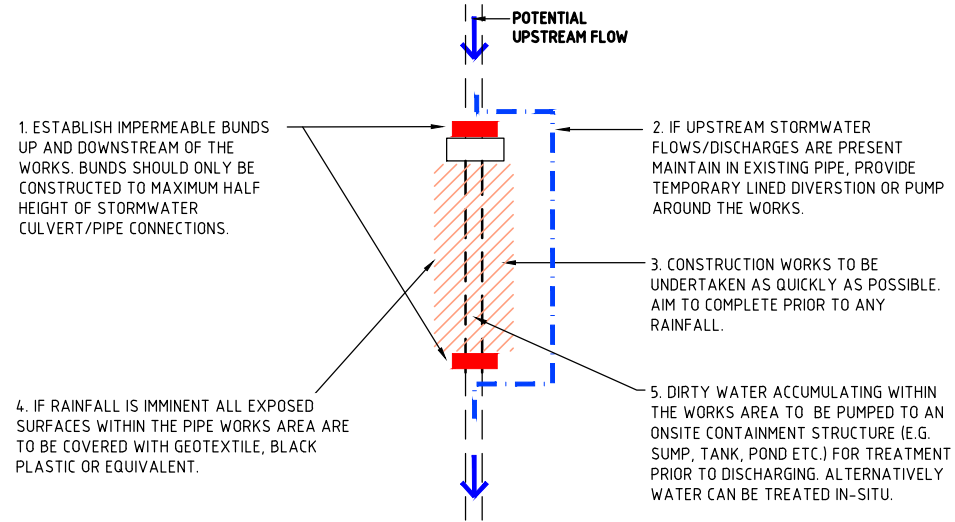 POTENTIAL
UPSTREAM FLOW
1. ESTABLISH IMPERMEABLE BUNDS
UP AND DOWNSTREAM OF THE
WORKS. BUNDS SHOULD ONLY BE
CONSTRUCTED TO MAXIMUM HALF
HEIGHT OF STORMWATER
CULVERT/PIPE CONNECTIONS.
2. IF UPSTREAM STORMWATER
FLOWS/DISCHARGES ARE PRESENT
MAINTAIN IN EXISTING PIPE, PROVIDE
TEMPORARY LINED DIVERSTION OR PUMP
AROUND THE WORKS.
3. CONSTRUCTION WORKS TO BE
UNDERTAKEN AS QUICKLY AS POSSIBLE.
AIM TO COMPLETE PRIOR TO ANY
RAINFALL.
4. IF RAINFALL IS IMMINENT ALL EXPOSED
SURFACES WITHIN THE PIPE WORKS AREA ARE
TO BE COVERED WITH GEOTEXTILE, BLACK
PLASTIC OR EQUIVALENT.
5. DIRTY WATER ACCUMULATING WITHIN
THE WORKS AREA TO BE PUMPED TO AN
ONSITE CONTAINMENT STRUCTURE (E.G.
SUMP, TANK, POND ETC.) FOR TREATMENT
PRIOR TO DISCHARGING. ALTERNATIVELY
WATER CAN BE TREATED IN-SITU.